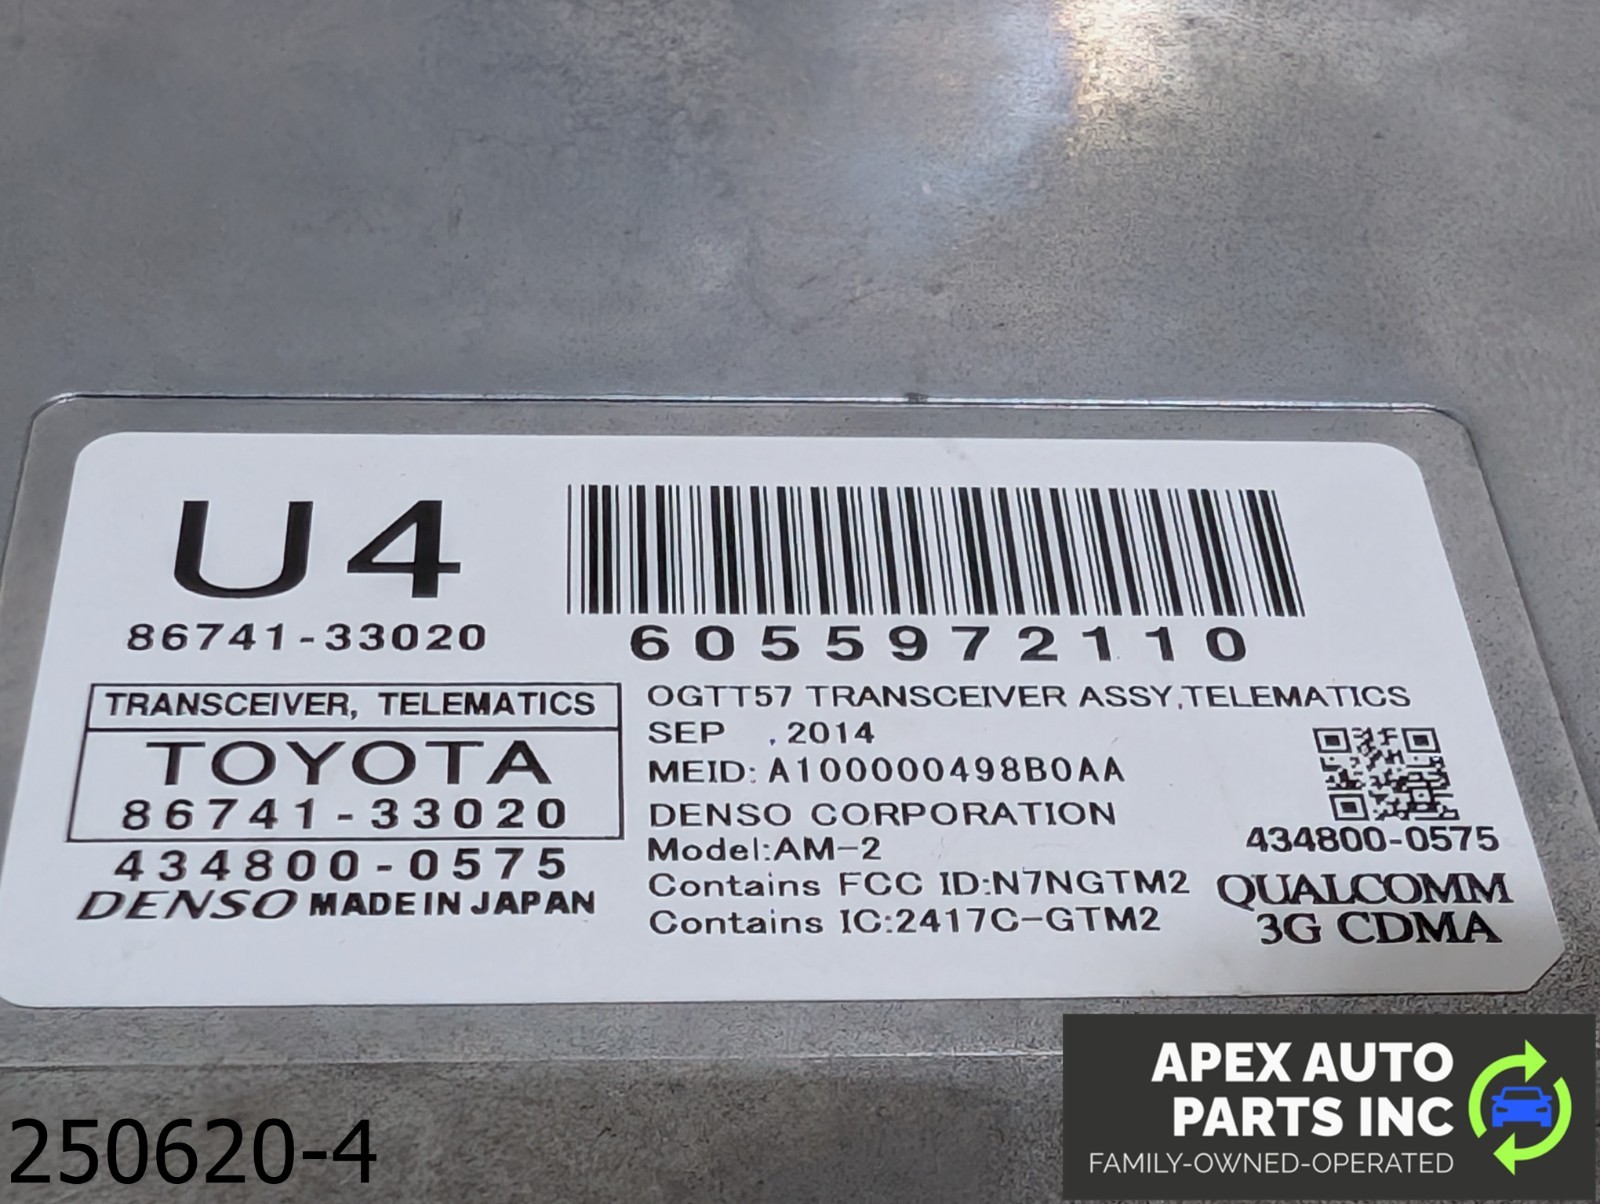 U4
86741-33020
TRANSCEIVER, TELEMATICS
TOYOTA
86741-33020
434800-0575
DENSO MADE IN JAPAN
6055972110
OGTT57 TRANSCEIVER ASSY,TELEMATICS
SEP , 2014
MEID: A100000498B0AA
DENSO CORPORATION
Model:AM-2
Contains FCC ID:N7NGTM2
Contains IC:2417C-GTM2
434800-0575
QUALCOMM
3G CDMA
250620-4
APEX AUTO
PARTS INC
FAMILY-OWNED-OPERATED